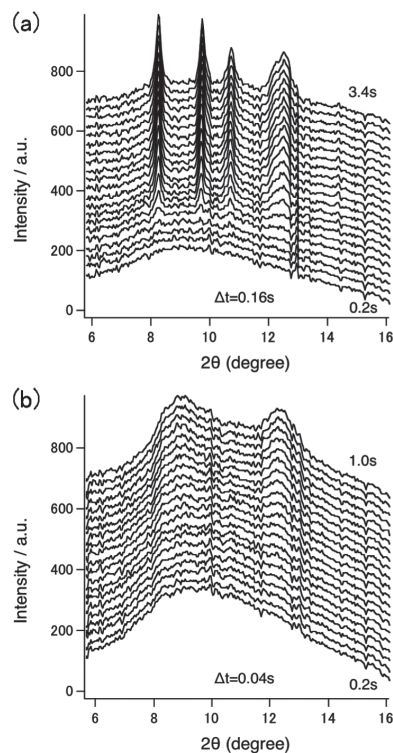 (a)
800
600
400
200
0
Intensity / a.u.
3.4s
Δt=0.16s
0.2s
6 8 10 12 14 16
2θ (degree)
(b)
800
600
400
200
0
Intensity / a.u.
1.0s
Δt=0.04s
0.2s
6 8 10 12 14 16
2θ (degree)